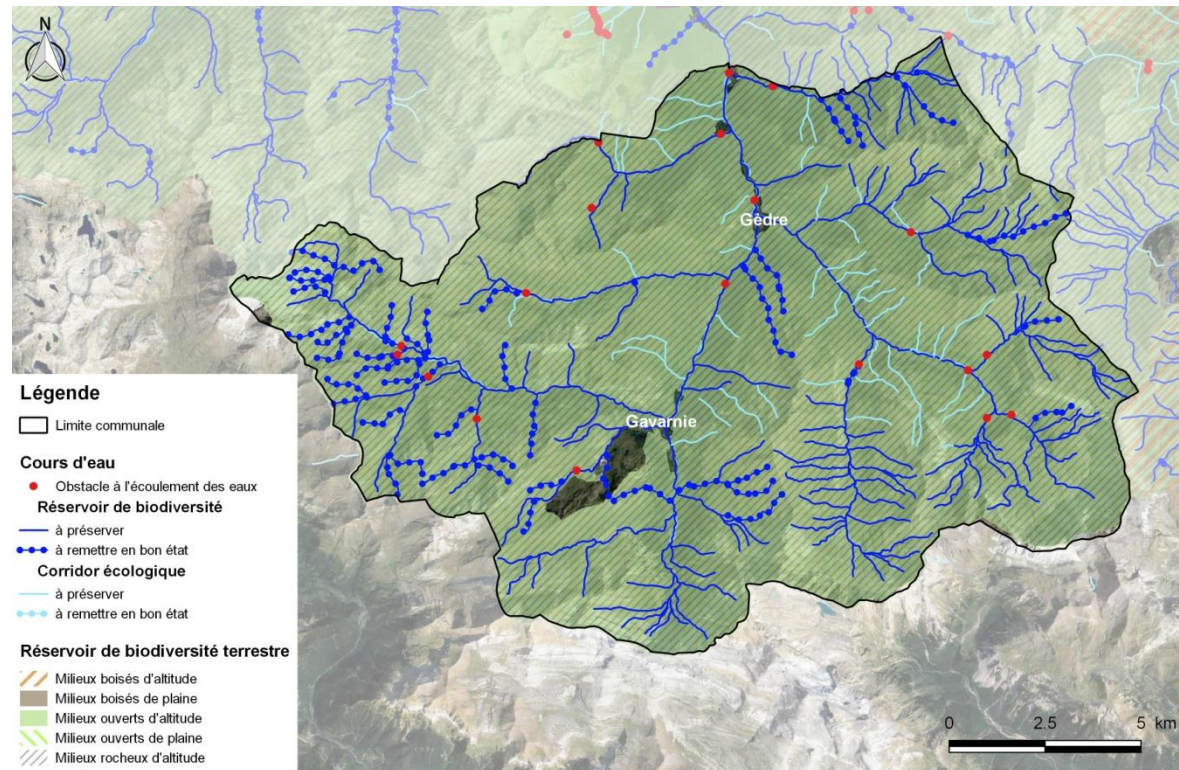 N
Gèdre
Gavarnie
Légende
Limite communale
Cours d'eau
Obstacle à l'écoulement des eaux
Réservoir de biodiversité
à préserver
à remettre en bon état
Corridor écologique
à préserver
à remettre en bon état
Réservoir de biodiversité terrestre
Milieux boisés d'altitude
Milieux boisés de plaine
Milieux ouverts d'altitude
Milieux ouverts de plaine
Milieux rocheux d'altitude
0 2.5 5 km